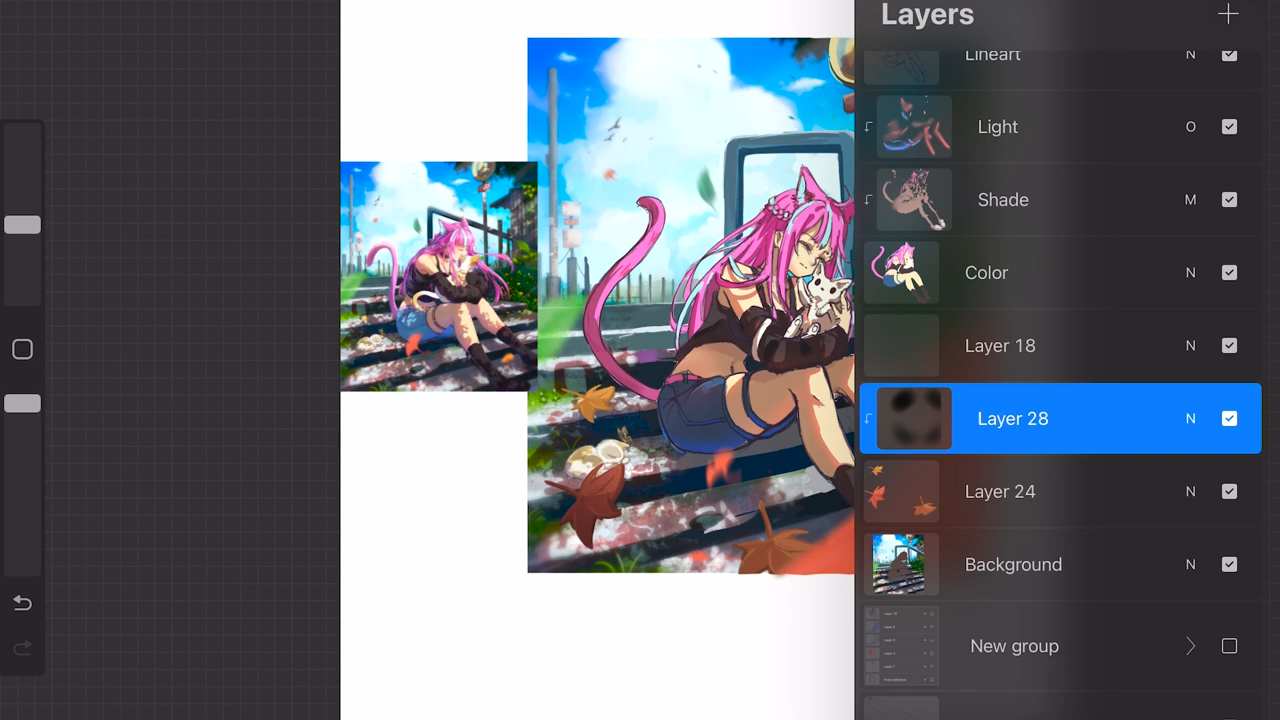 Layers
Lineart N
Light O
Shade M
Color N
Layer 18 N
Layer 28 N
Layer 24 N
Background N
New group